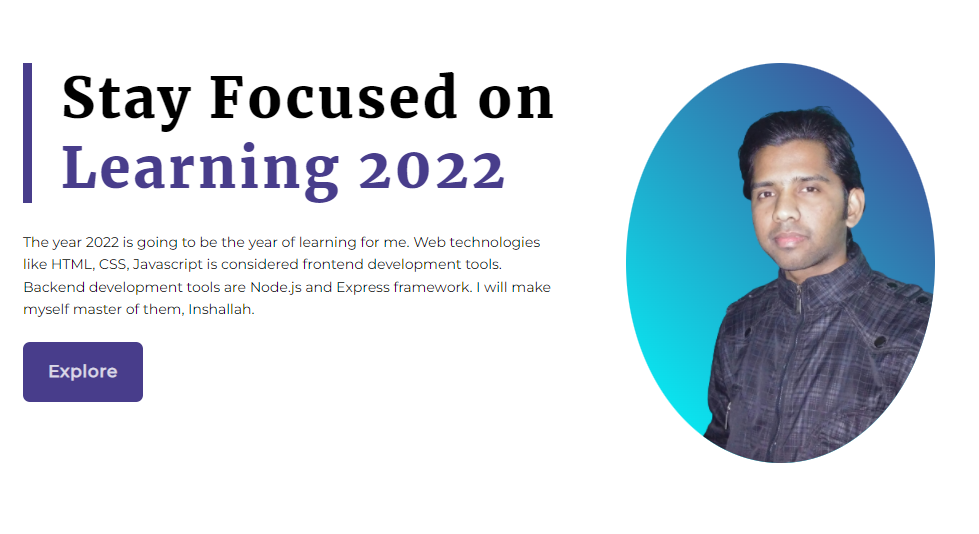 Stay Focused on
Learning 2022
The year 2022 is going to be the year of learning for me. Web technologies
like HTML, CSS, Javascript is considered frontend development tools.
Backend development tools are Node.js and Express framework. I will make
myself master of them, Inshallah.
Explore